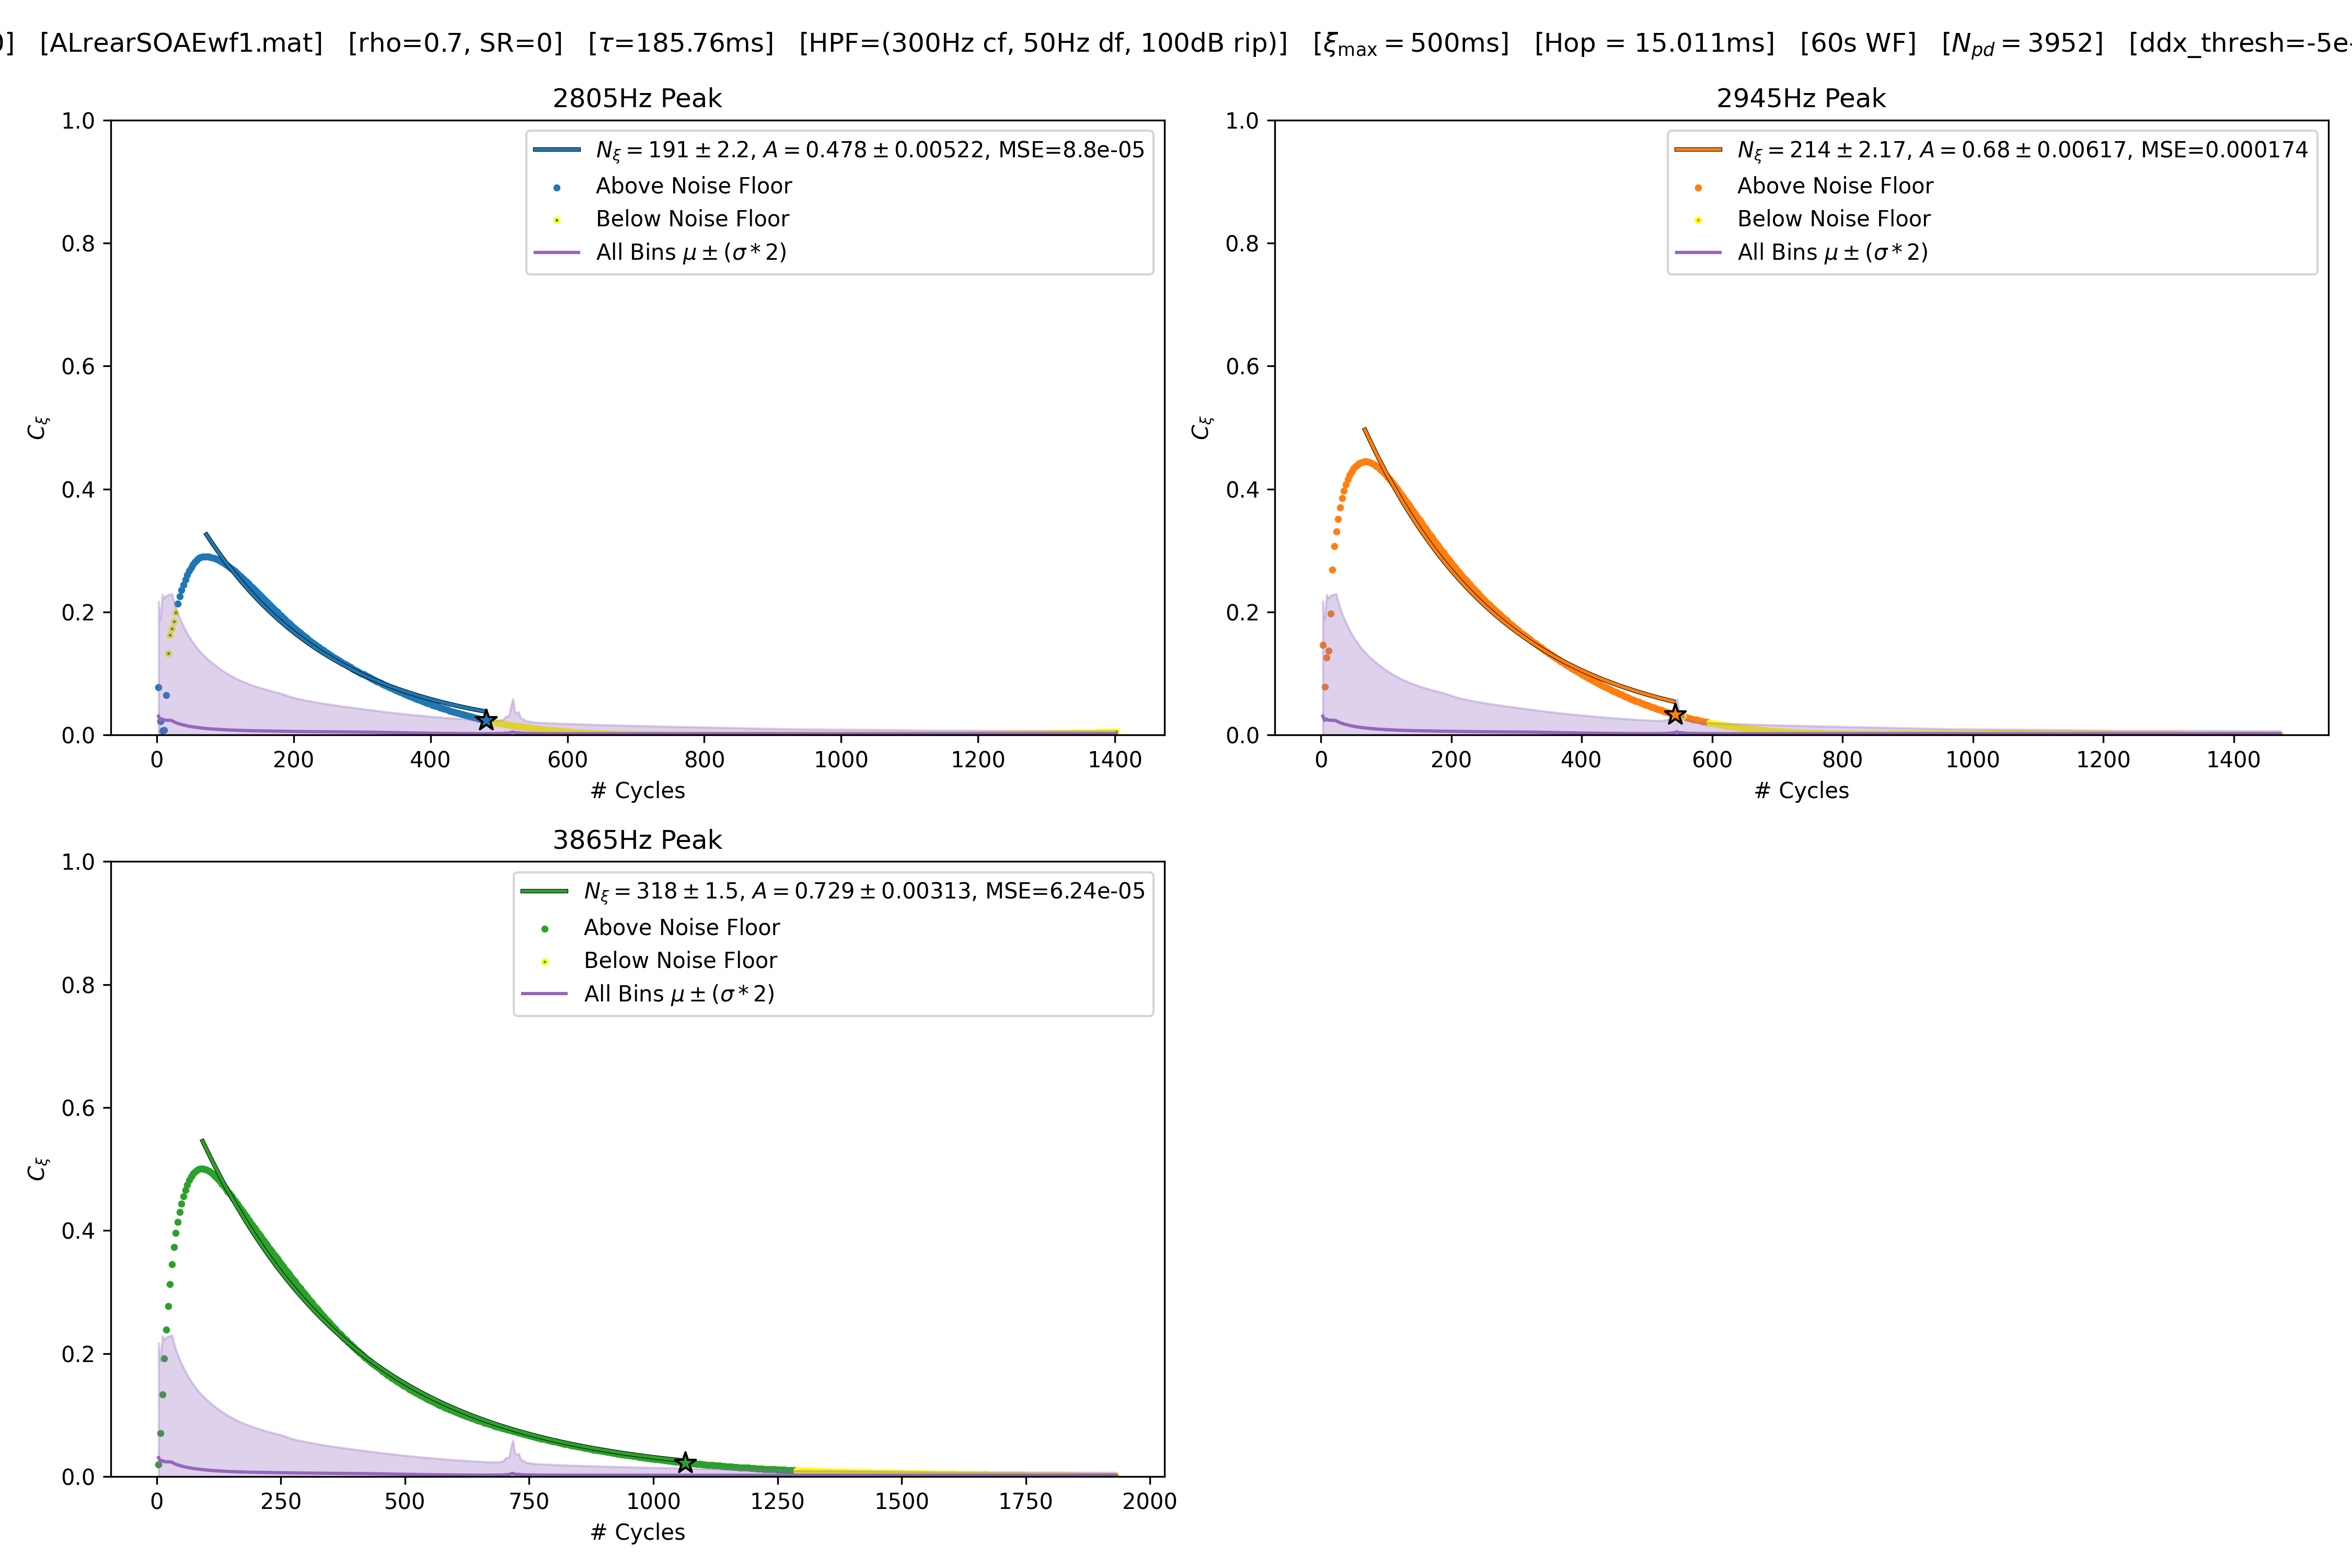 0] [ALrearSOAEwf1.mat] [rho=0.7, SR=0] [τ=185.76ms] [HPF=(300Hz cf, 50Hz df, 100dB rip)] [ξmax = 500ms] [Hop = 15.011ms] [60s WF] [Npd = 3952] [ddx_thresh=-5e-
2805Hz Peak
1.0
0.8
0.6
0.4
0.2
0.0
Cξ
Nξ = 191 ± 2.2, A = 0.478 ± 0.00522, MSE=8.8e-05
Above Noise Floor
Below Noise Floor
All Bins μ ± (σ * 2)
0 200 400 600 800 1000 1200 1400
# Cycles
2945Hz Peak
1.0
0.8
0.6
0.4
0.2
0.0
Cξ
Nξ = 214 ± 2.17, A = 0.68 ± 0.00617, MSE=0.000174
Above Noise Floor
Below Noise Floor
All Bins μ ± (σ * 2)
0 200 400 600 800 1000 1200 1400
# Cycles
3865Hz Peak
1.0
0.8
0.6
0.4
0.2
0.0
Cξ
Nξ = 318 ± 1.5, A = 0.729 ± 0.00313, MSE=6.24e-05
Above Noise Floor
Below Noise Floor
All Bins μ ± (σ * 2)
0 250 500 750 1000 1250 1500 1750 2000
# Cycles